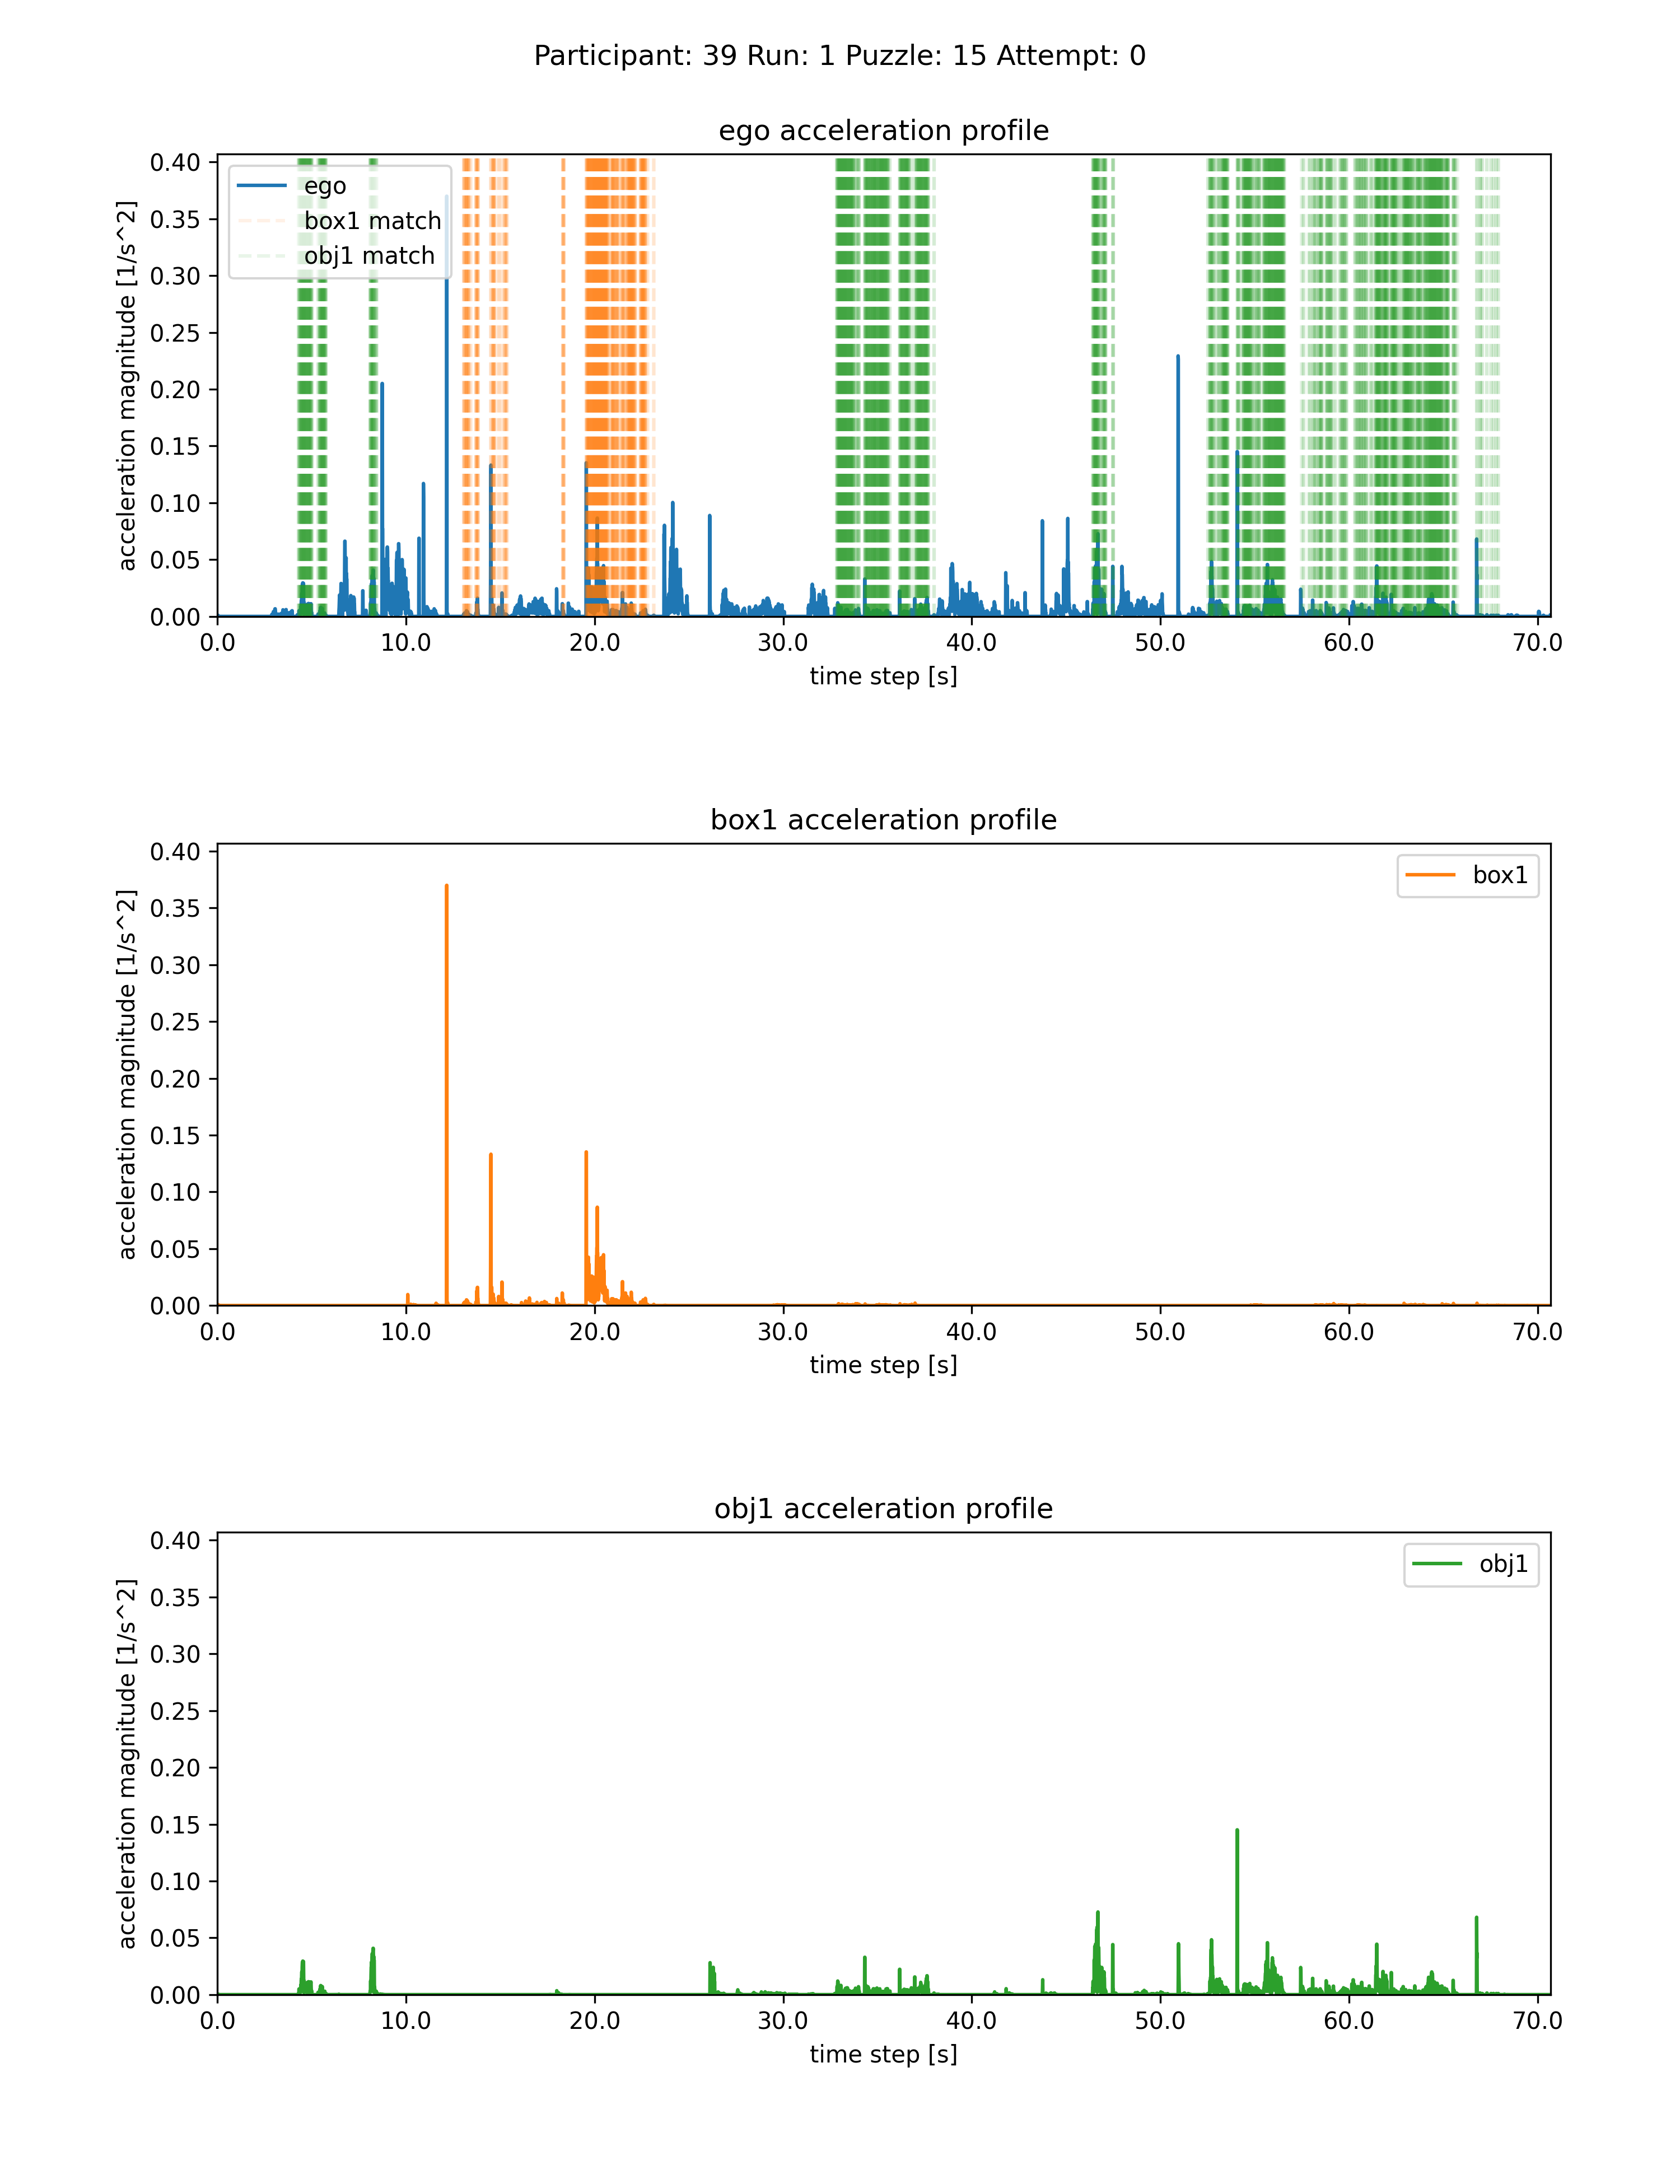 Participant: 39 Run: 1 Puzzle: 15 Attempt: 0
ego acceleration profile
acceleration magnitude [1/s^2]
0.40
0.35
0.30
0.25
0.20
0.15
0.10
0.05
0.00
ego
box1 match
obj1 match
0.0 10.0 20.0 30.0 40.0 50.0 60.0 70.0
time step [s]
box1 acceleration profile
acceleration magnitude [1/s^2]
0.40
0.35
0.30
0.25
0.20
0.15
0.10
0.05
0.00
box1
0.0 10.0 20.0 30.0 40.0 50.0 60.0 70.0
time step [s]
obj1 acceleration profile
acceleration magnitude [1/s^2]
0.40
0.35
0.30
0.25
0.20
0.15
0.10
0.05
0.00
obj1
0.0 10.0 20.0 30.0 40.0 50.0 60.0 70.0
time step [s]